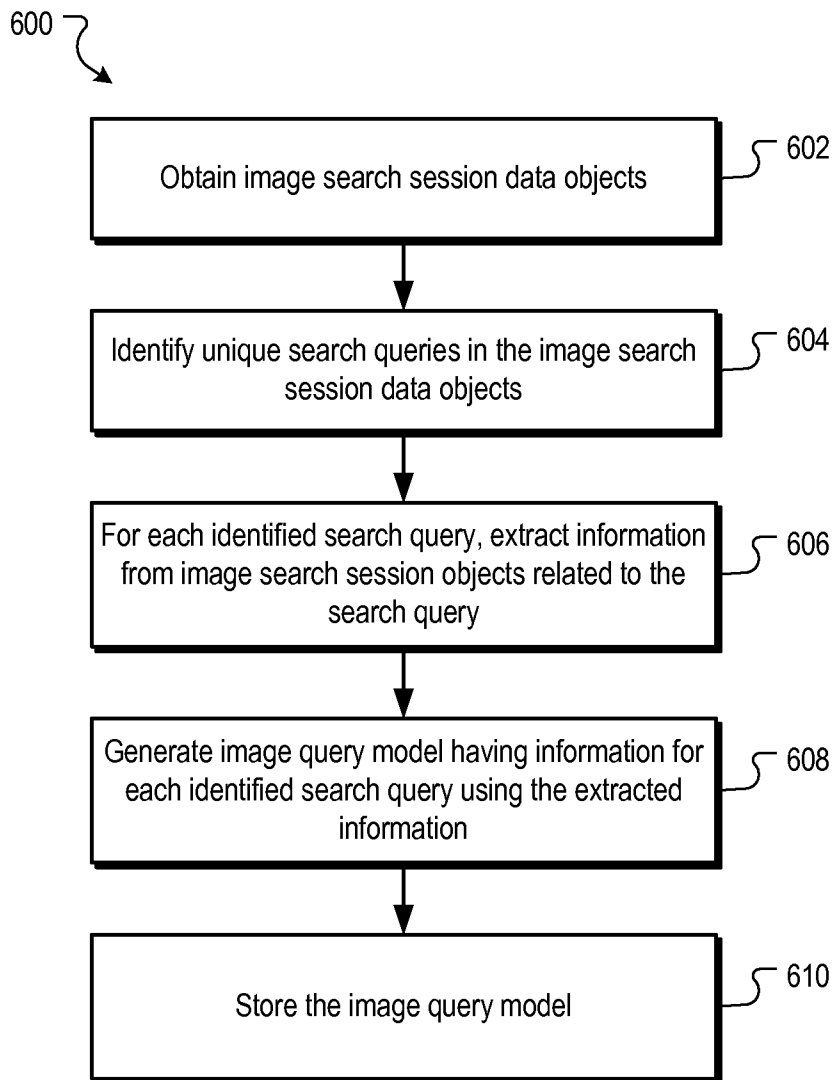 600
Obtain image search session data objects
602
Identify unique search queries in the image search
session data objects
604
For each identified search query, extract information
from image search session objects related to the
search query
606
Generate image query model having information for
each identified search query using the extracted
information
608
Store the image query model
610